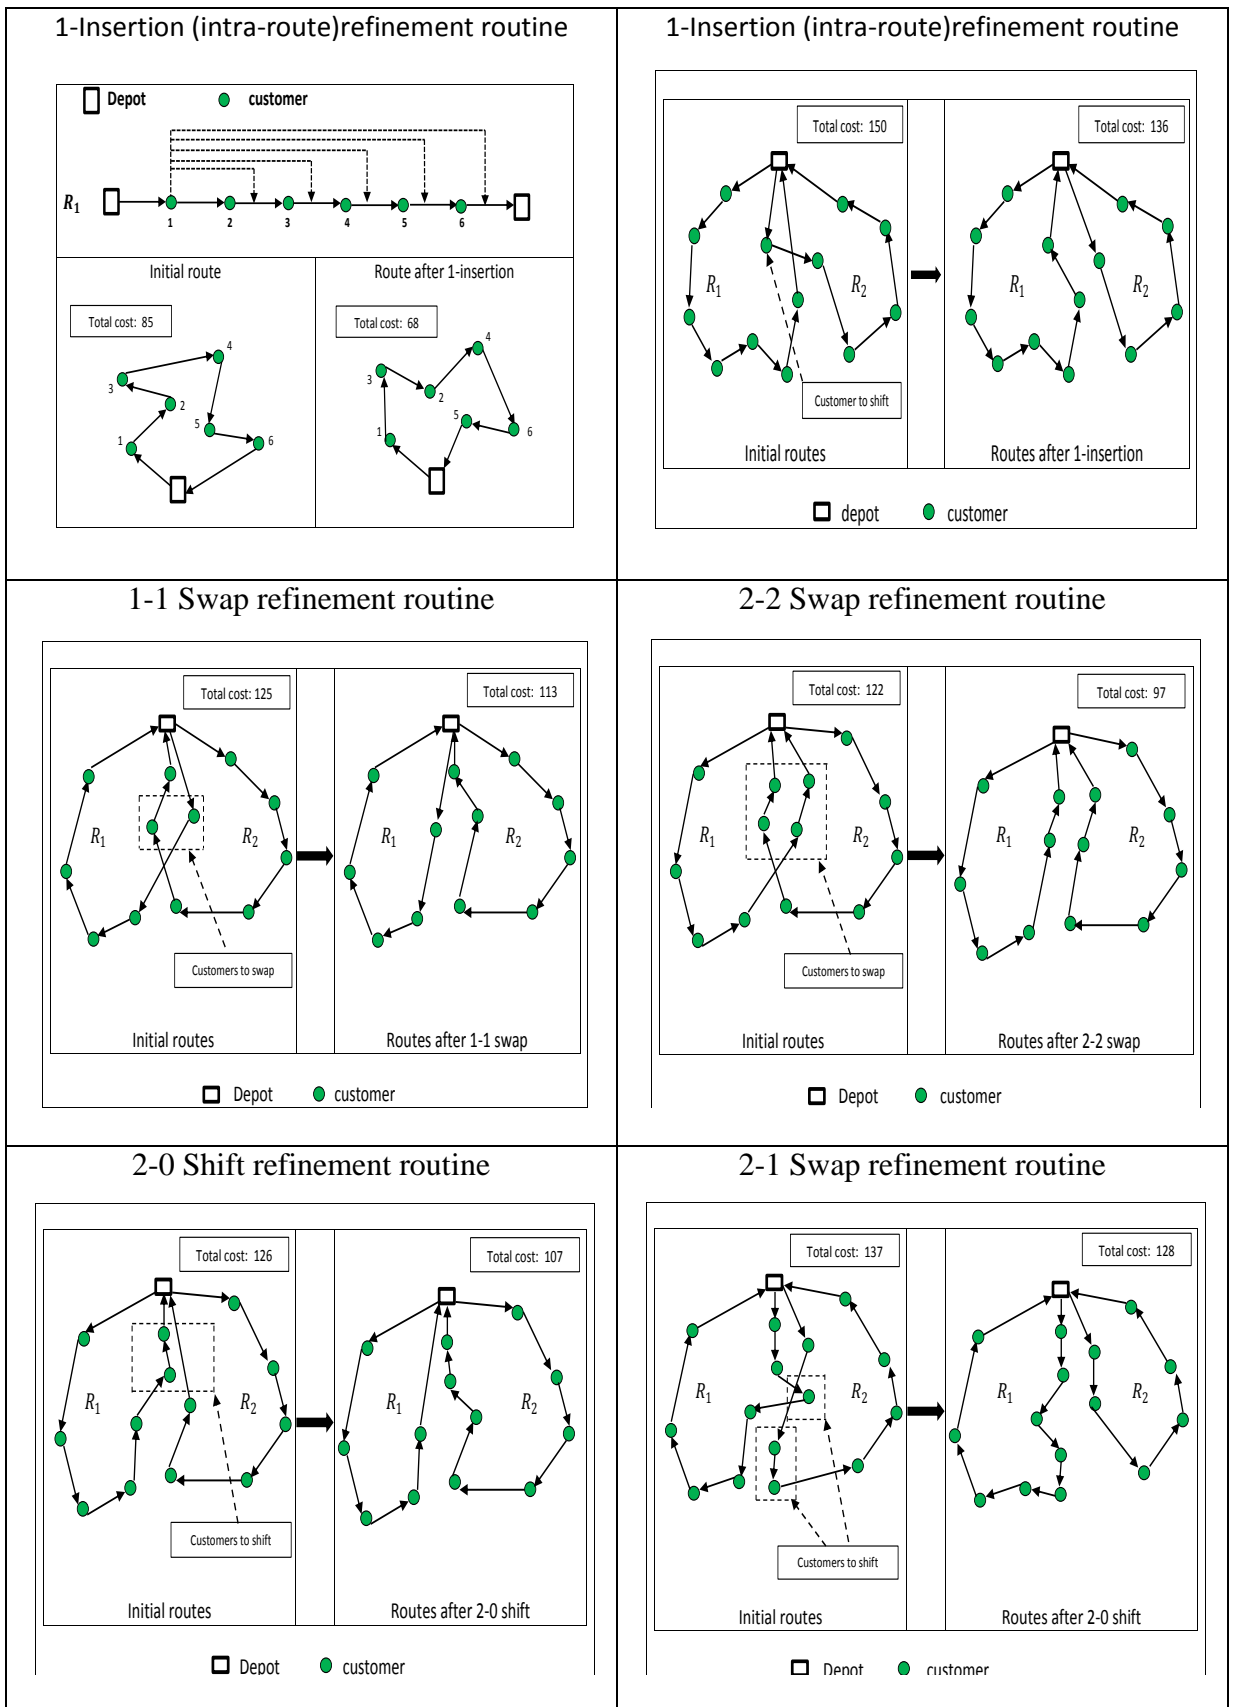 1-Insertion (intra-route)refinement routine
Depot customer
R₁
1 2 3 4 5 6
Initial route
Route after 1-insertion
Total cost: 85
4
3
2
1
5
6
Total cost: 68
4
3
2
5
1
6
1-Insertion (intra-route)refinement routine
Total cost: 150
Total cost: 136
R₁
R₂
R₁
R₂
Customer to shift
Initial routes
Routes after 1-insertion
depot customer
1-1 Swap refinement routine
Total cost: 125
Total cost: 113
R₁
R₂
R₁
R₂
Customers to swap
Initial routes
Routes after 1-1 swap
Depot customer
2-2 Swap refinement routine
Total cost: 122
Total cost: 97
R₁
R₂
R₁
R₂
Customers to swap
Initial routes
Routes after 2-2 swap
Depot customer
2-0 Shift refinement routine
Total cost: 126
Total cost: 107
R₁
R₂
R₁
R₂
Customers to shift
Initial routes
Routes after 2-0 shift
Depot customer
2-1 Swap refinement routine
Total cost: 137
Total cost: 128
R₁
R₂
R₁
R₂
Customers to shift
Initial routes
Routes after 2-0 shift
Depot customer